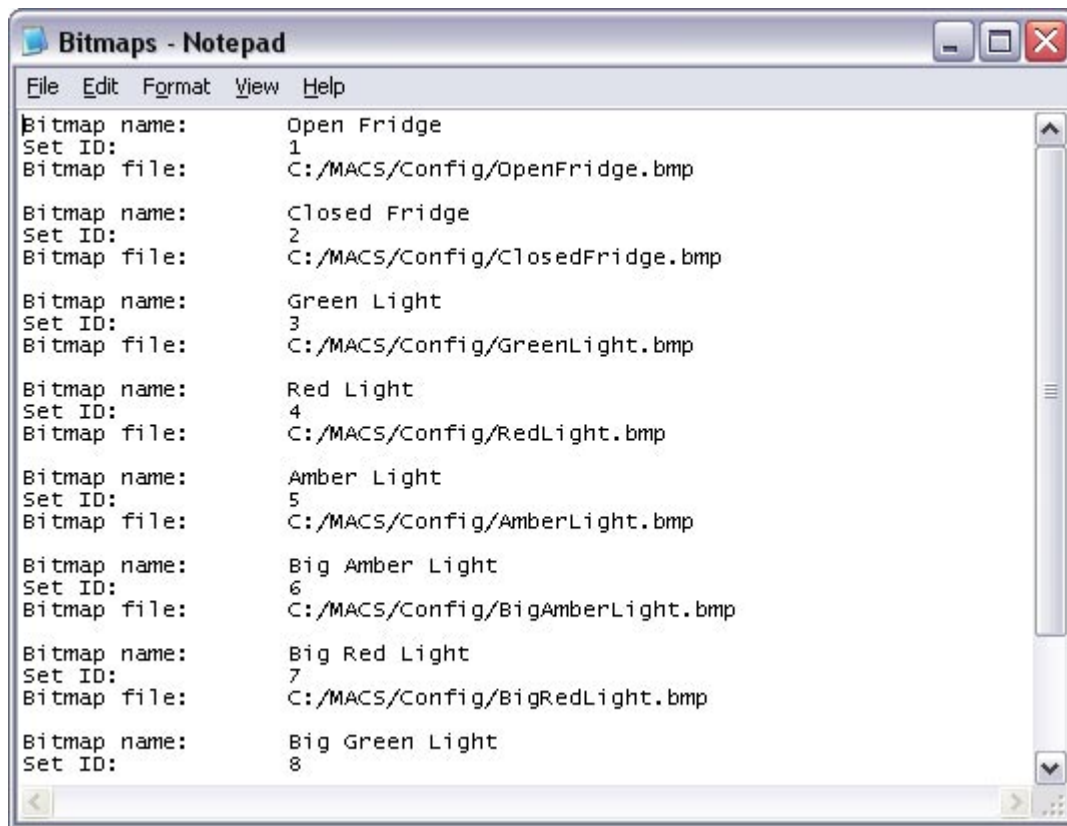 Bitmaps - Notepad
File Edit Format View Help
Bitmap name: Open Fridge
Set ID: 1
Bitmap file: C:/MACS/Config/OpenFridge.bmp
Bitmap name: Closed Fridge
Set ID: 2
Bitmap file: C:/MACS/Config/ClosedFridge.bmp
Bitmap name: Green Light
Set ID: 3
Bitmap file: C:/MACS/Config/GreenLight.bmp
Bitmap name: Red Light
Set ID: 4
Bitmap file: C:/MACS/Config/RedLight.bmp
Bitmap name: Amber Light
Set ID: 5
Bitmap file: C:/MACS/Config/AmberLight.bmp
Bitmap name: Big Amber Light
Set ID: 6
Bitmap file: C:/MACS/Config/BigAmberLight.bmp
Bitmap name: Big Red Light
Set ID: 7
Bitmap file: C:/MACS/Config/BigRedLight.bmp
Bitmap name: Big Green Light
Set ID: 8